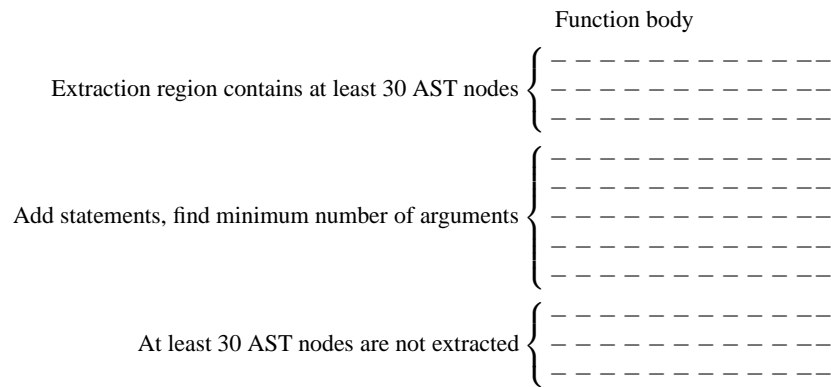 Function body
Extraction region contains at least 30 AST nodes
Add statements, find minimum number of arguments
At least 30 AST nodes are not extracted